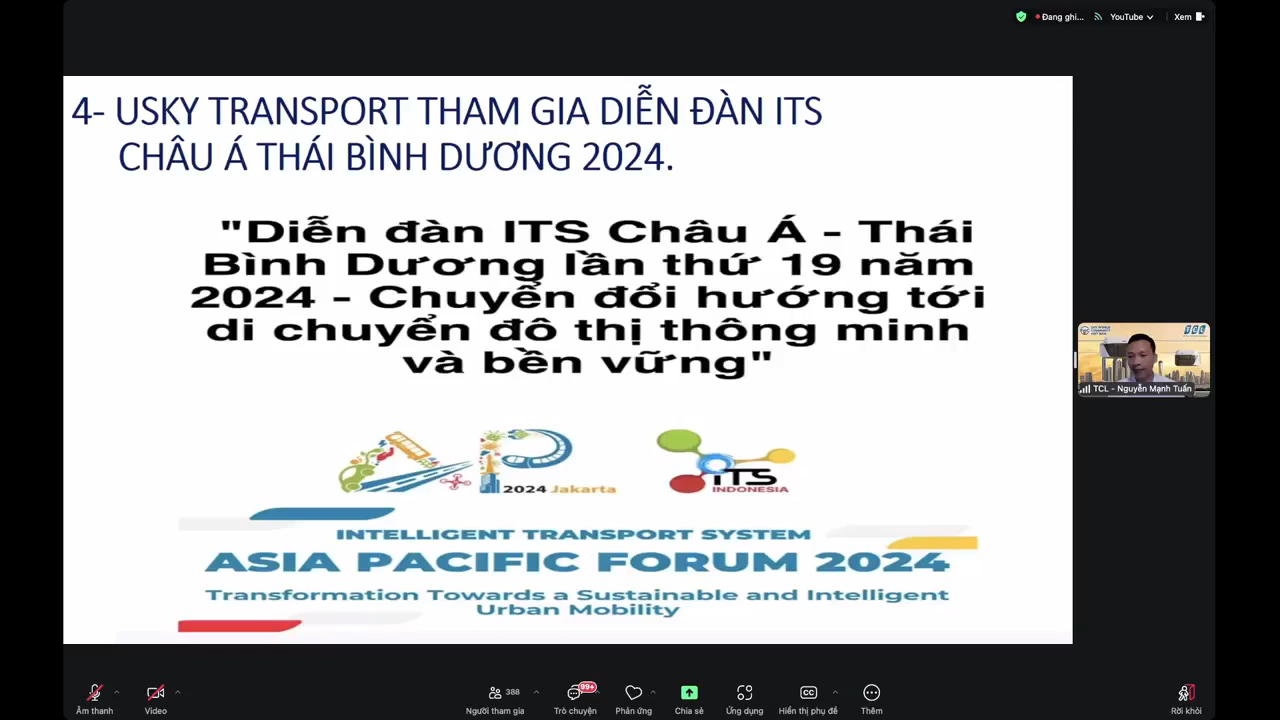 Đang ghi...
YouTube
Xem
4- USKY TRANSPORT THAM GIA DIỄN ĐÀN ITS
CHÂU Á THÁI BÌNH DƯƠNG 2024.
"Diễn đàn ITS Châu Á - Thái
Bình Dương lần thứ 19 năm
2024 - Chuyển đổi hướng tới
di chuyển đô thị thông minh
và bền vững"
AP
2024 Jakarta
ITS
INDONESIA
INTELLIGENT TRANSPORT SYSTEM
ASIA PACIFIC FORUM 2024
Transformation Towards a Sustainable and Intelligent
Urban Mobility
TCL
TCL - Nguyễn Mạnh Tuấn
Âm thanh
Video
388
Người tham gia
99+
Trò chuyện
Phản ứng
Chia sẻ
Ứng dụng
CC
Hiển thị phụ đề
Thêm
Rời khỏi